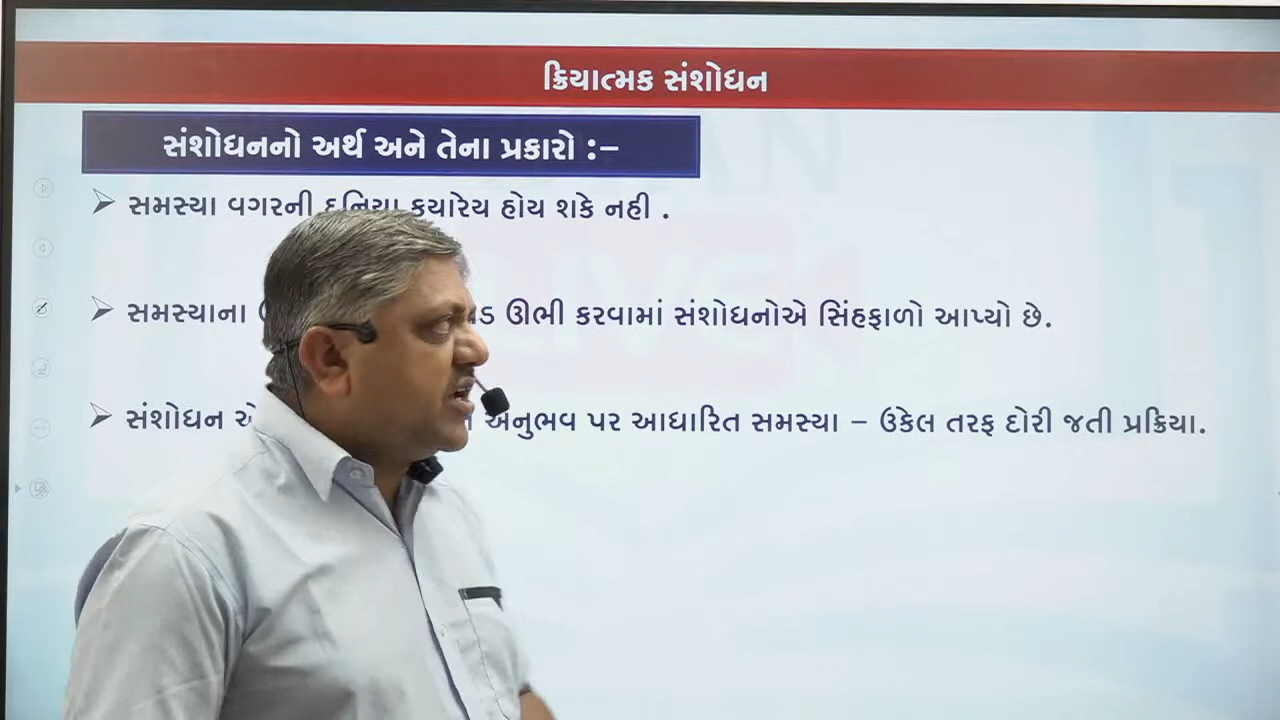 ક્રિયાત્મક સંશોધન
સંશોધનનો અર્થ અને તેના પ્રકારો :–
સમસ્યા વગરની દુનિયા કયારેય હોય શકે નહી .
સમસ્યાના ઊભી કરવામાં સંશોધનોએ સિંહફાળો આપ્યો છે.
સંશોધન અનુભવ પર આધારિત સમસ્યા – ઉકેલ તરફ દોરી જતી પ્રક્રિયા.